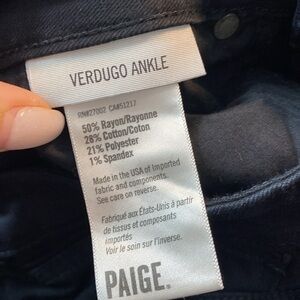 VERDUGO ANKLE
RN#27002 CA#51217
50% Rayon/Rayonne
28% Cotton/Coton
21% Polyester
1% Spandex
Made in the USA of Imported
fabric and components.
See care on reverse.
Fabriqué aux États-Unis à partir
de tissus et composants
importés
Voir le soin sur l'inverse.
PAIGE.